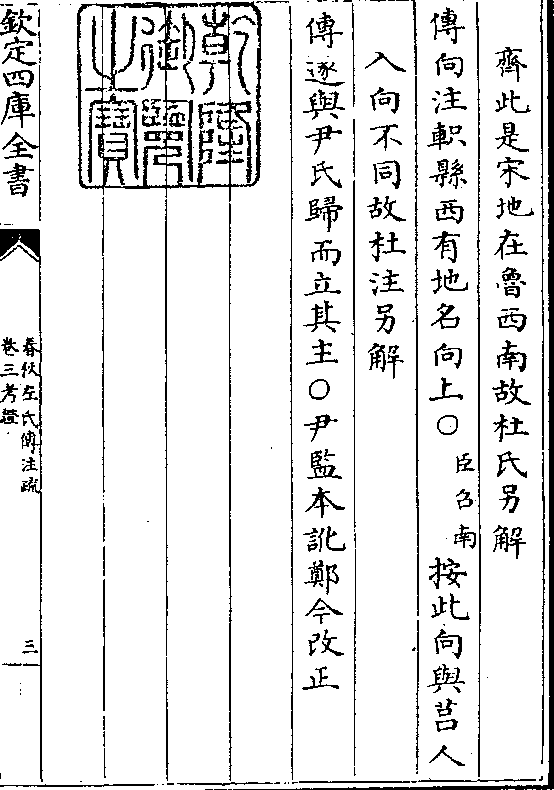 齊此是宋地在魯西南故杜氏另解
傳向注軹縣西有地名向上○臣召南按此向與莒人
入向不同故杜注另解
傳遂與尹氏歸而立其主○尹監本訛鄭今改正
乾隆御覽之寶
欽定四庫全書
春秋左氏傳注疏
卷三考證
三